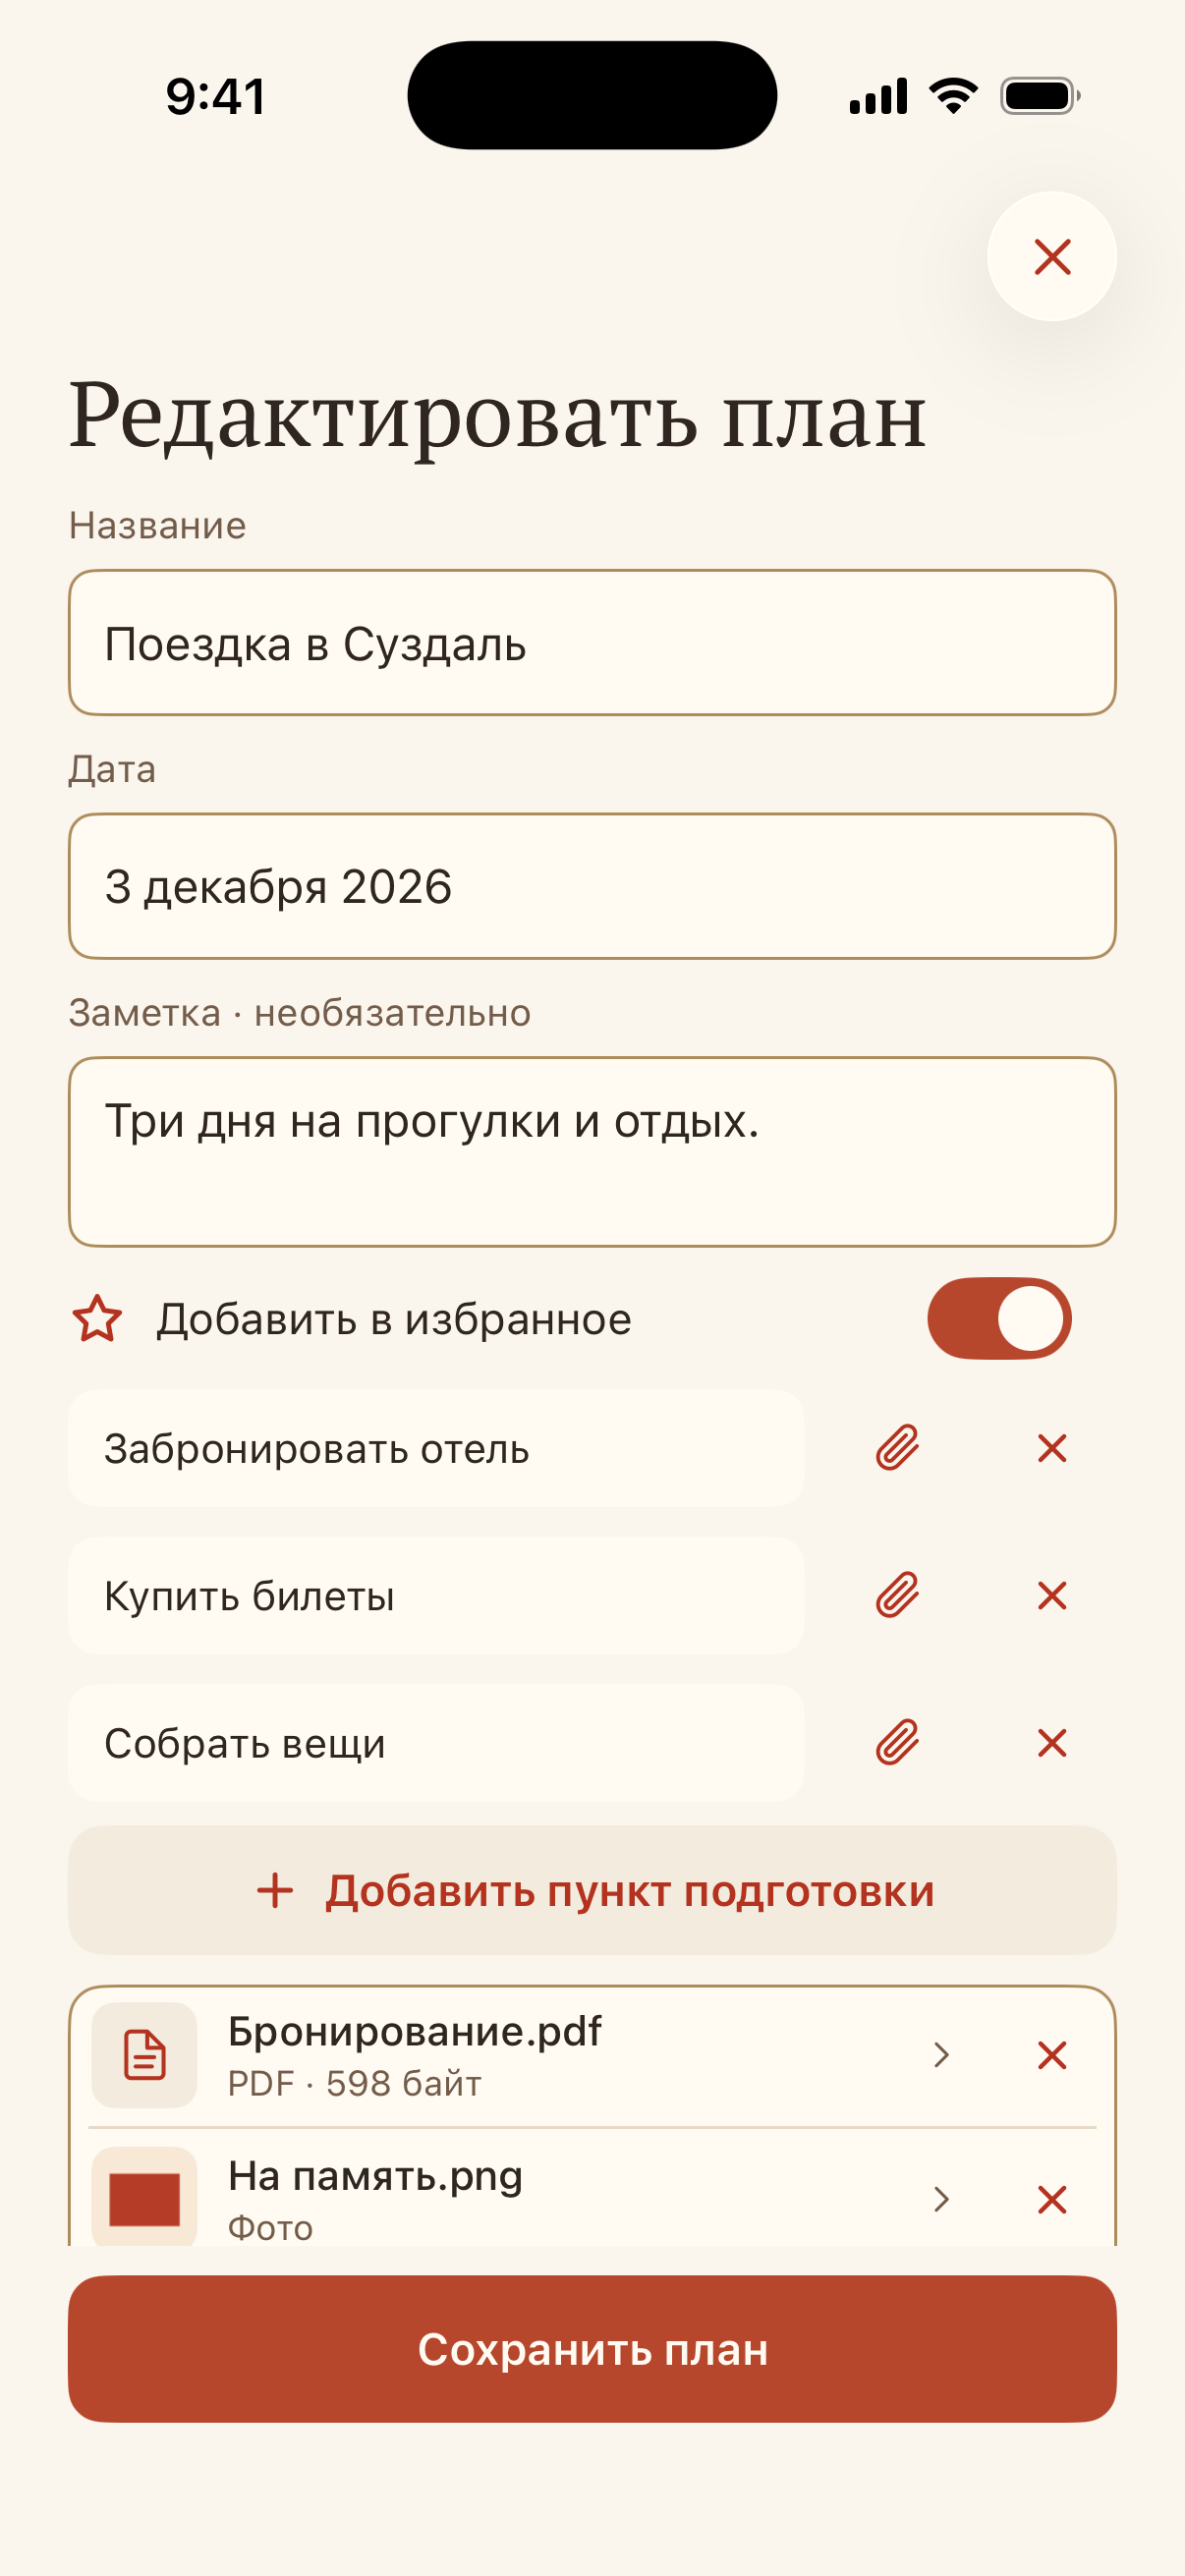 9:41
Редактировать план
Название
Поездка в Суздаль
Дата
3 декабря 2026
Заметка · необязательно
Три дня на прогулки и отдых.
Добавить в избранное
Забронировать отель
Купить билеты
Собрать вещи
Добавить пункт подготовки
Бронирование.pdf
PDF · 598 байт
На память.png
Фото
Сохранить план